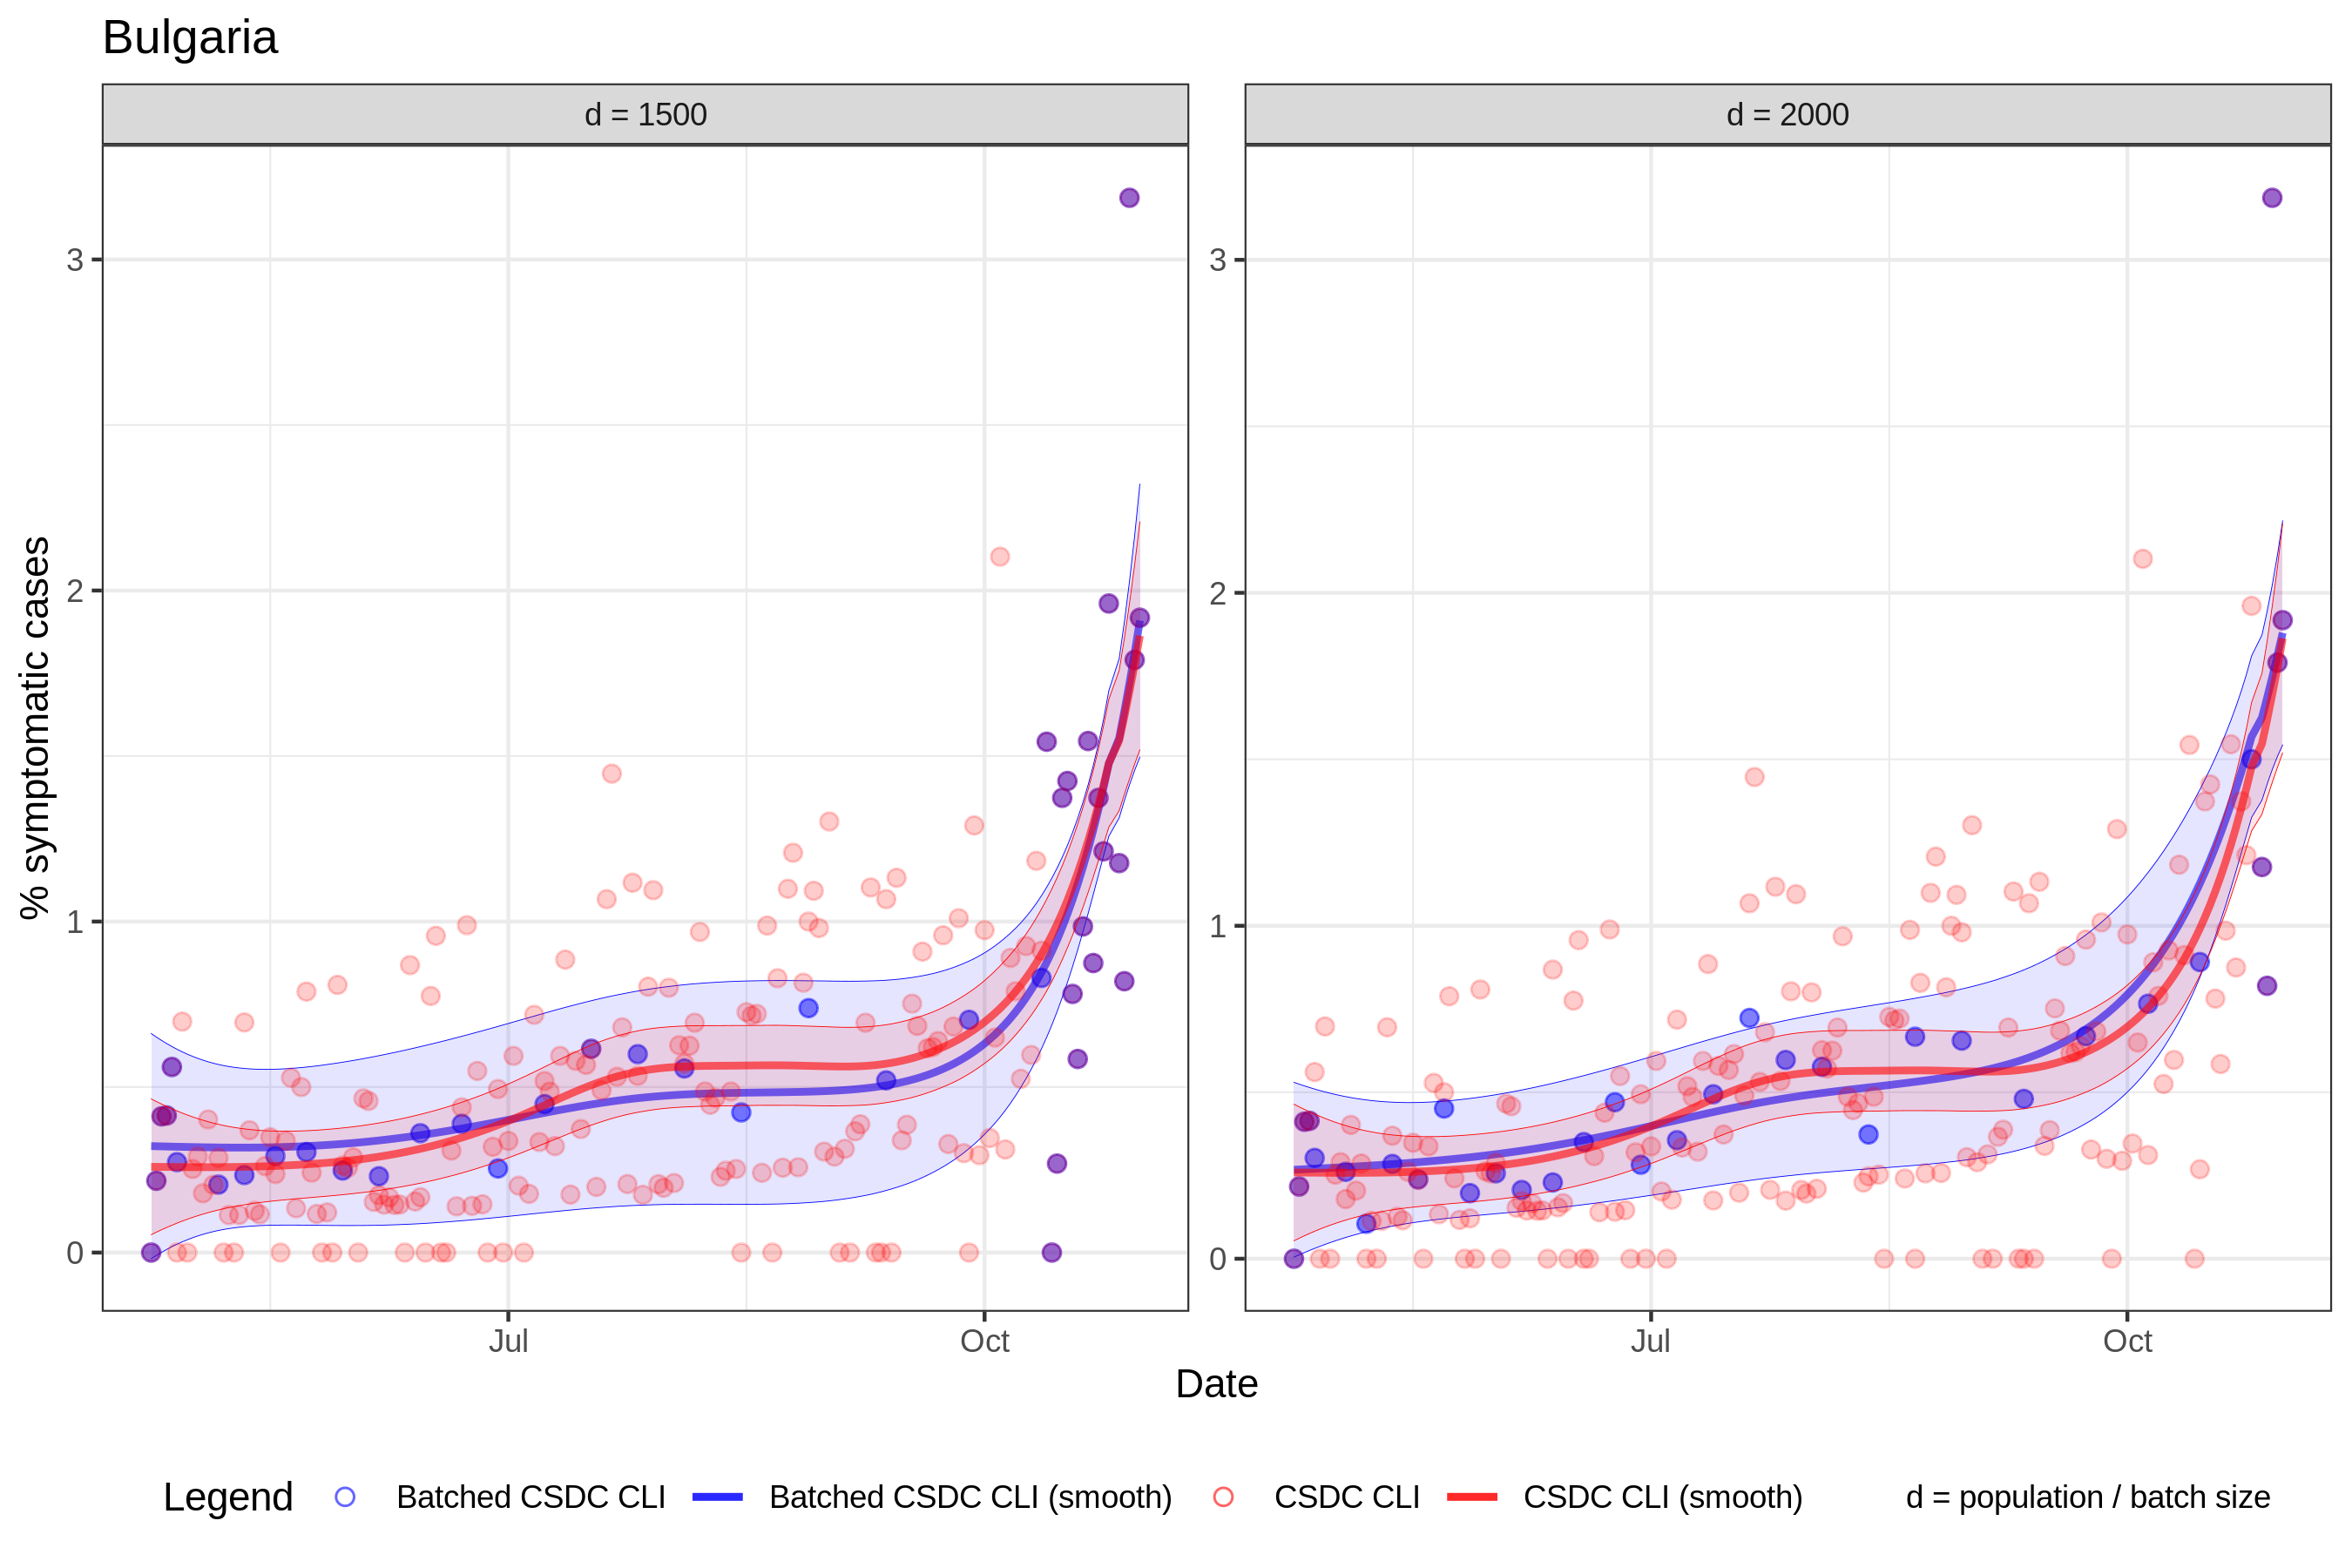 Bulgaria
d = 1500
d = 2000
% symptomatic cases
3
2
1
0
3
2
1
0
Jul
Oct
Jul
Oct
Date
Legend
Batched CSDC CLI
Batched CSDC CLI (smooth)
CSDC CLI
CSDC CLI (smooth)
d = population / batch size